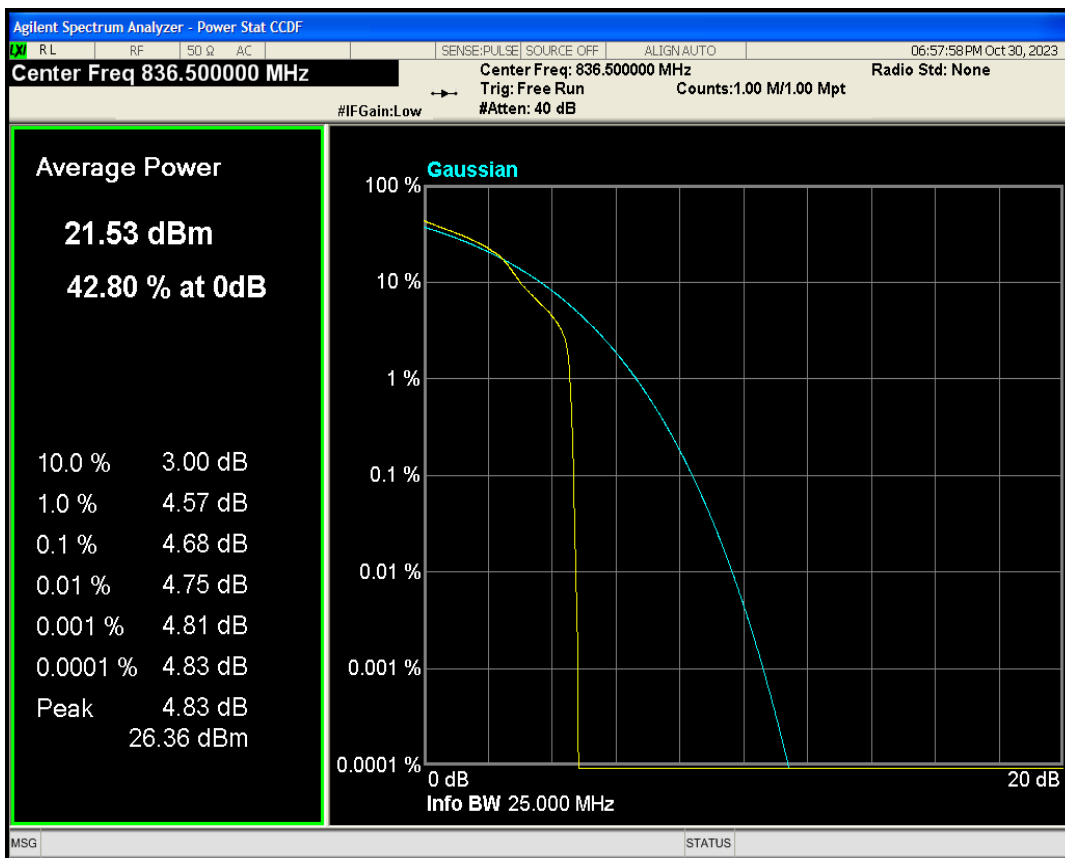 Agilent Spectrum Analyzer - Power Stat CCDF
LXI RL RF 50 Ω AC SENSE:PULSE SOURCE OFF ALIGN AUTO 06:57:58 PM Oct 30, 2023
Center Freq 836.500000 MHz
Center Freq: 836.500000 MHz Radio Std: None
Trig: Free Run Counts:1.00 M/1.00 Mpt
#IFGain:Low #Atten: 40 dB
Average Power
21.53 dBm
42.80 % at 0dB
10.0 % 3.00 dB
1.0 % 4.57 dB
0.1 % 4.68 dB
0.01 % 4.75 dB
0.001 % 4.81 dB
0.0001 % 4.83 dB
Peak 4.83 dB
26.36 dBm
Gaussian
100 %
10 %
1 %
0.1 %
0.01 %
0.001 %
0.0001 %
0 dB 20 dB
Info BW 25.000 MHz
MSG STATUS